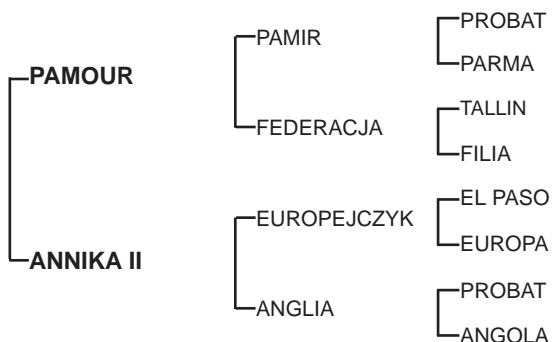 PAMOUR
ANNIKA II
PAMIR
FEDERACJA
EUROPEJCZYK
ANGLIA
PROBAT
PARMA
TALLIN
FILIA
EL PASO
EUROPA
PROBAT
ANGOLA